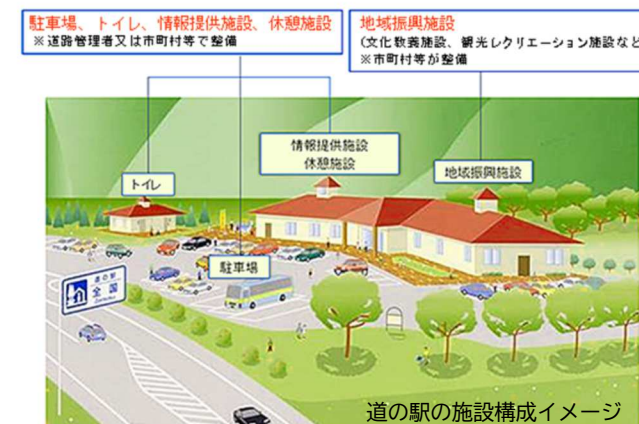 駐車場、トイレ、情報提供施設、休憩施設
※道路管理者又は市町村等で整備
地域振興施設
(文化教養施設、観光レクリエーション施設など
※市町村等が整備
情報提供施設
休憩施設
トイレ
地域振興施設
駐車場
道の駅
全国
道の駅の施設構成イメージ